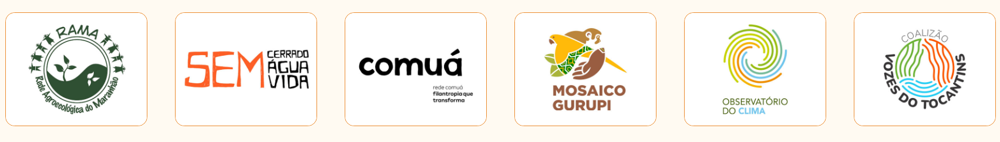 RAMA
Rede Agroecológica do Maranhão
SEM CERRADO
ÁGUA
VIDA
comuá
rede comuá
filantropia que
transforma
MOSAICO
GURUPI
OBSERVATÓRIO
DO CLIMA
COALIZÃO
VOZES DO TOCANTINS